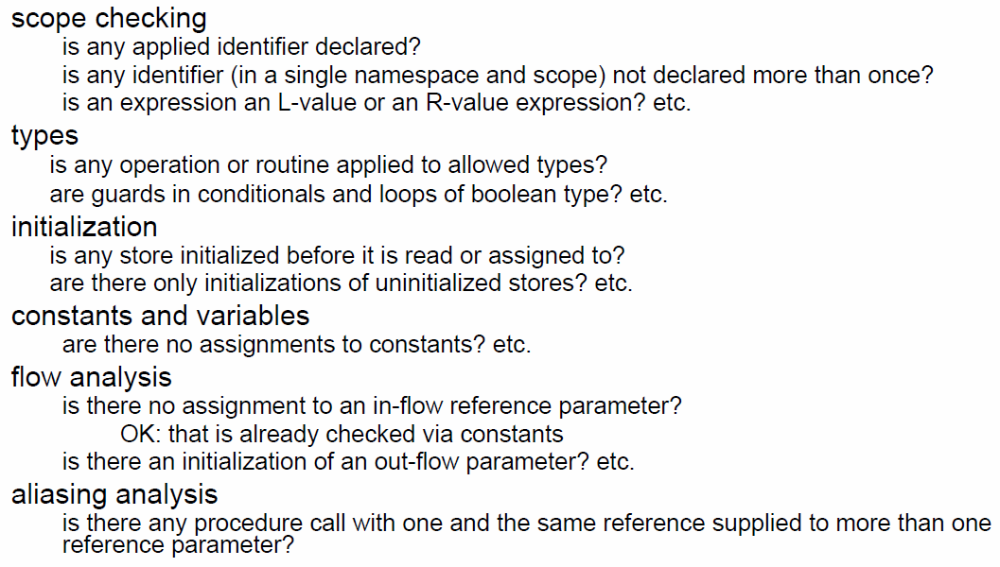 scope checking
is any applied identifier declared?
is any identifier (in a single namespace and scope) not declared more than once?
is an expression an L-value or an R-value expression? etc.
types
is any operation or routine applied to allowed types?
are guards in conditionals and loops of boolean type? etc.
initialization
is any store initialized before it is read or assigned to?
are there only initializations of uninitialized stores? etc.
constants and variables
are there no assignments to constants? etc.
flow analysis
is there no assignment to an in-flow reference parameter?
OK: that is already checked via constants
is there an initialization of an out-flow parameter? etc.
aliasing analysis
is there any procedure call with one and the same reference supplied to more than one
reference parameter?